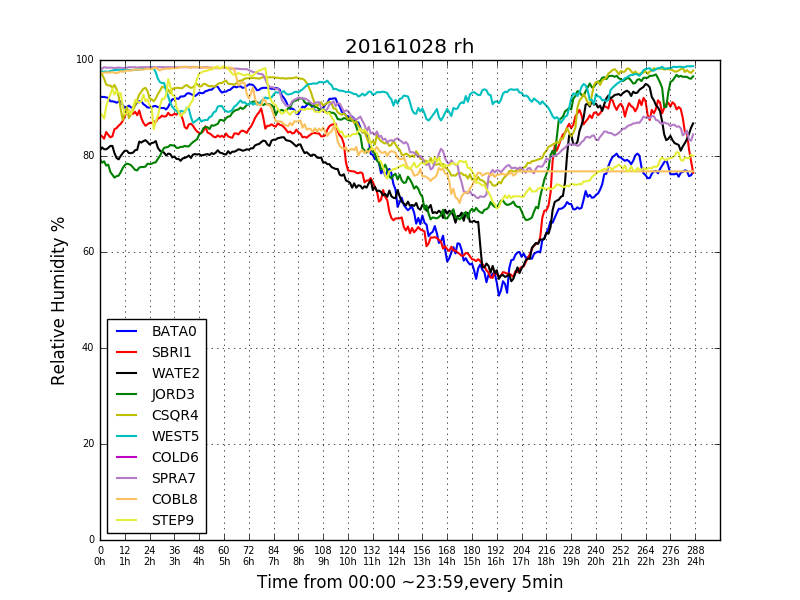 20161028 rh
Relative Humidity %
100
80
60
40
20
0
BATA0
SBRI1
WATE2
JORD3
CSQR4
WEST5
COLD6
SPRA7
COBL8
STEP9
0 12 24 36 48 60 72 84 96 108 120 132 144 156 168 180 192 204 216 228 240 252 264 276 288
0h 1h 2h 3h 4h 5h 6h 7h 8h 9h 10h 11h 12h 13h 14h 15h 16h 17h 18h 19h 20h 21h 22h 23h 24h
Time from 00:00 ~23:59,every 5min